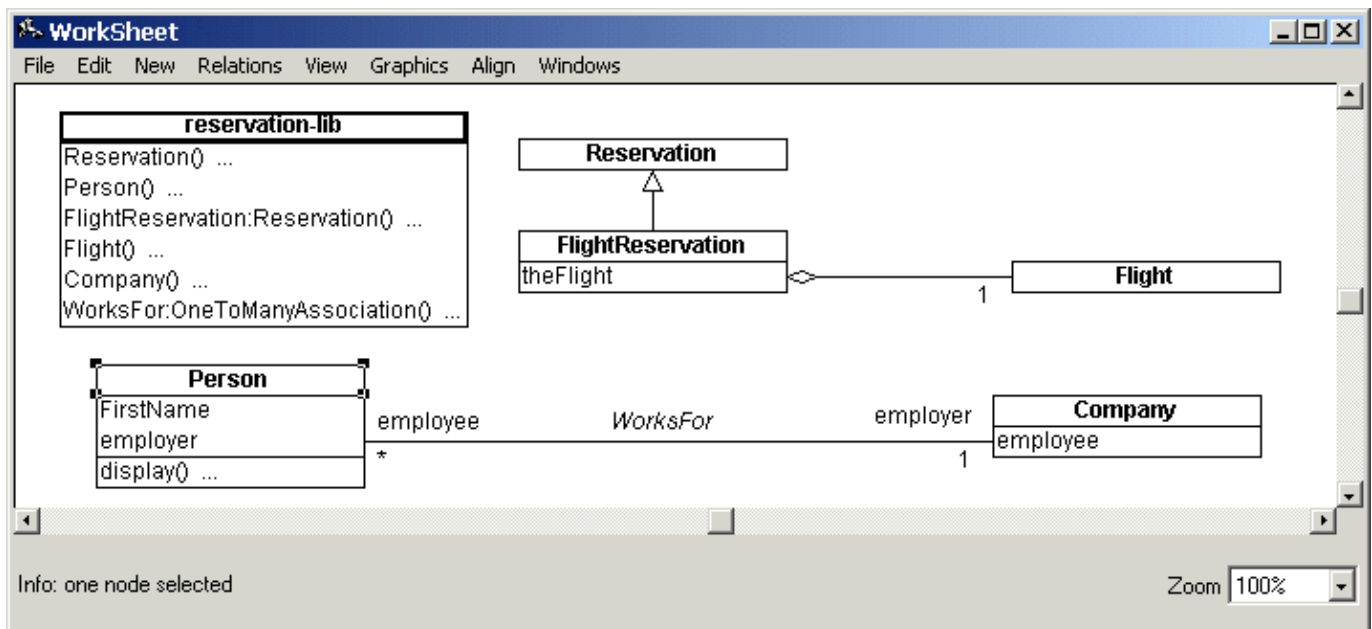 WorkSheet
File Edit New Relations View Graphics Align Windows
reservation-lib
Reservation() ...
Person() ...
FlightReservation:Reservation() ...
Flight() ...
Company() ...
WorksFor:OneToManyAssociation() ...
Reservation
FlightReservation
theFlight
1
Flight
Person
FirstName
employer
display() ...
employee
*
WorksFor
employer
1
Company
employee
Info: one node selected
Zoom 100%